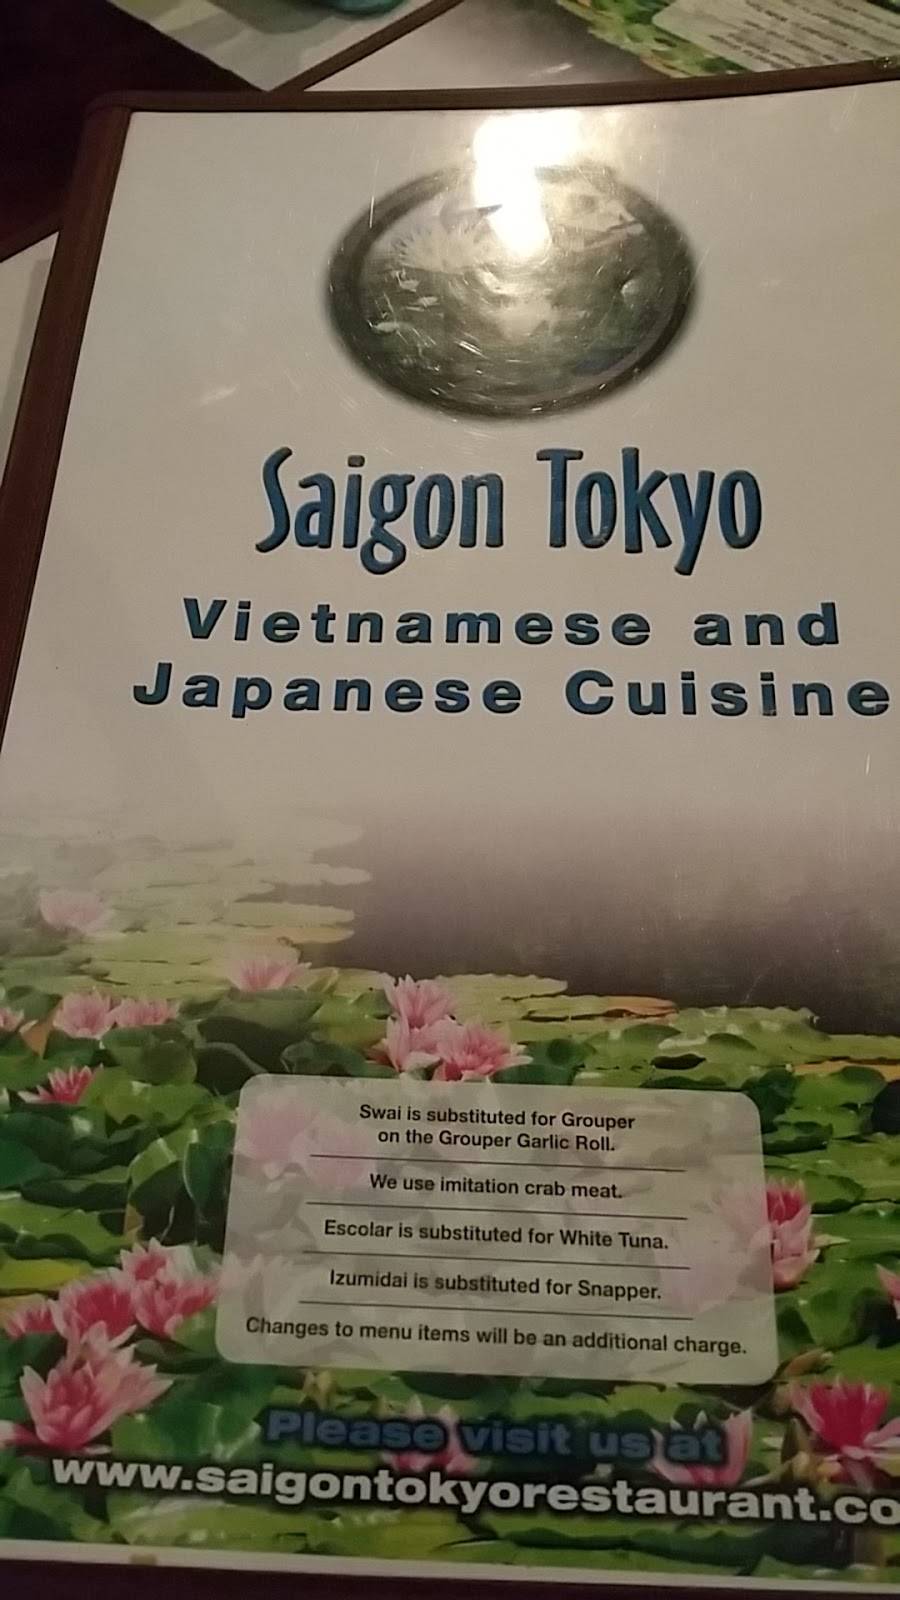 Saigon Tokyo
Vietnamese and
Japanese Cuisine
Swai is substituted for Grouper
on the Grouper Garlic Roll.
We use imitation crab meat.
Escolar is substituted for White Tuna.
Izumidai is substituted for Snapper.
Changes to menu items will be an additional charge.
Please visit us at
www.saigontokyorestaurant.co